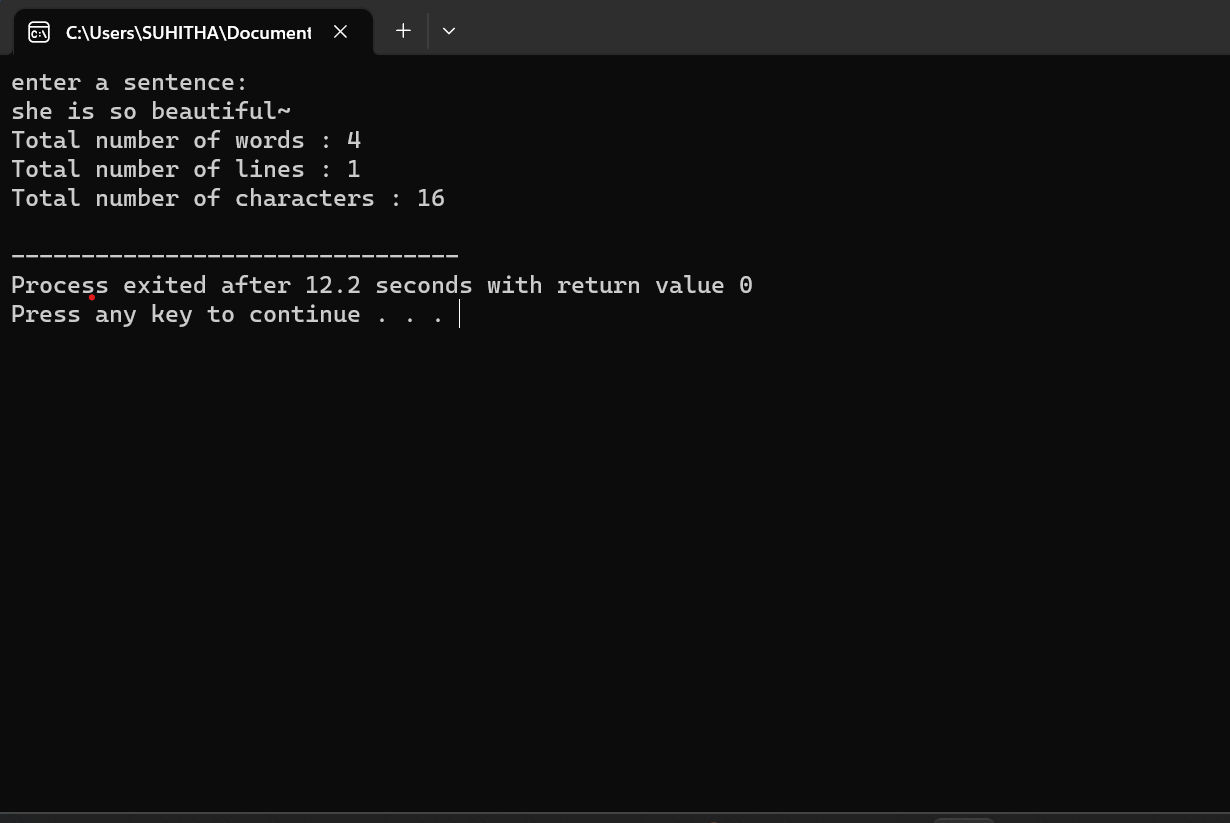 C:\Users\SUHITHA\Document
enter a sentence:
she is so beautiful~
Total number of words : 4
Total number of lines : 1
Total number of characters : 16
--------------------------------
Process exited after 12.2 seconds with return value 0
Press any key to continue . . .